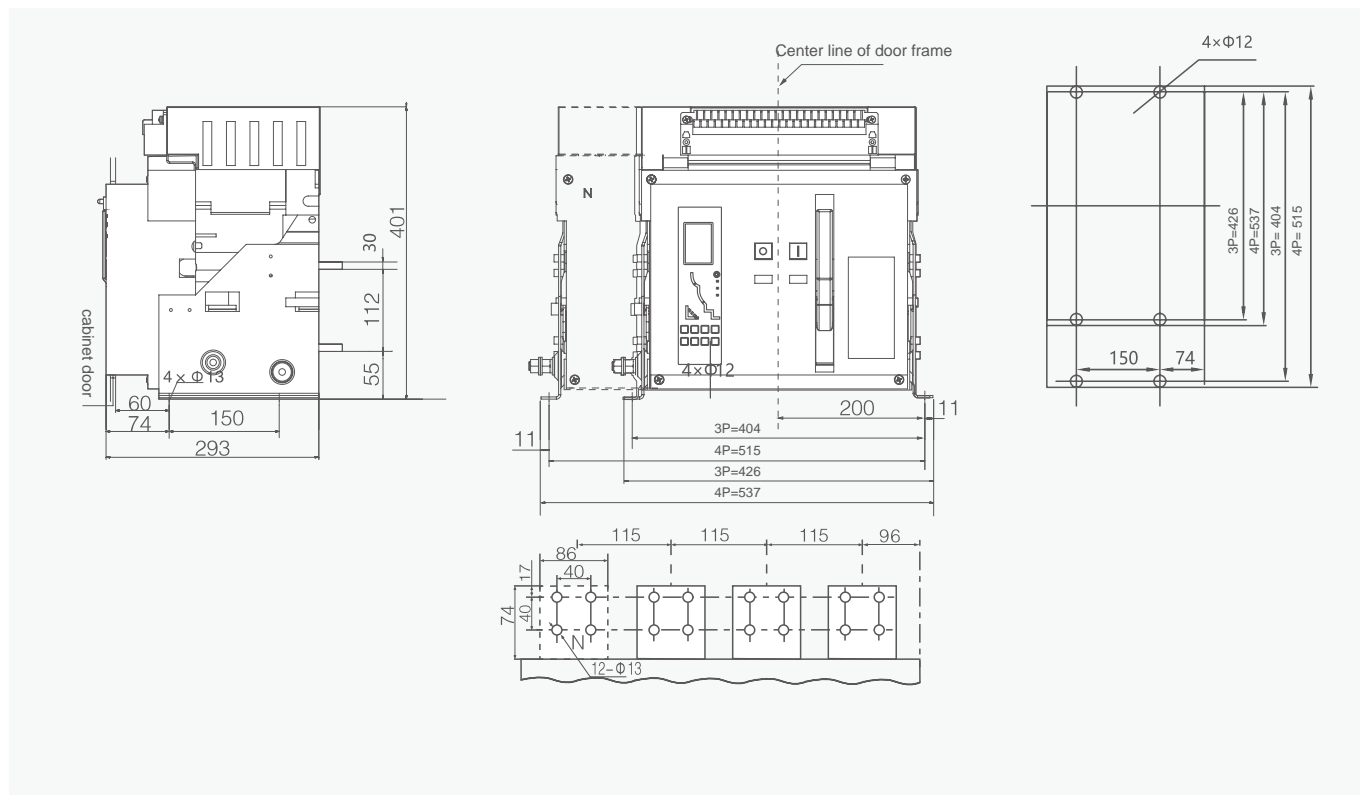 Center line of door frame
4×Φ12
N
401
30
112
55
cabinet door
4×Φ13
60
74
150
293
4×Φ12
200
11
11
3P=404
4P=515
3P=426
4P=537
3P=426
4P=537
3P= 404
4P= 515
150
74
115
115
115
96
86
40
17
40
74
N
12-Φ13